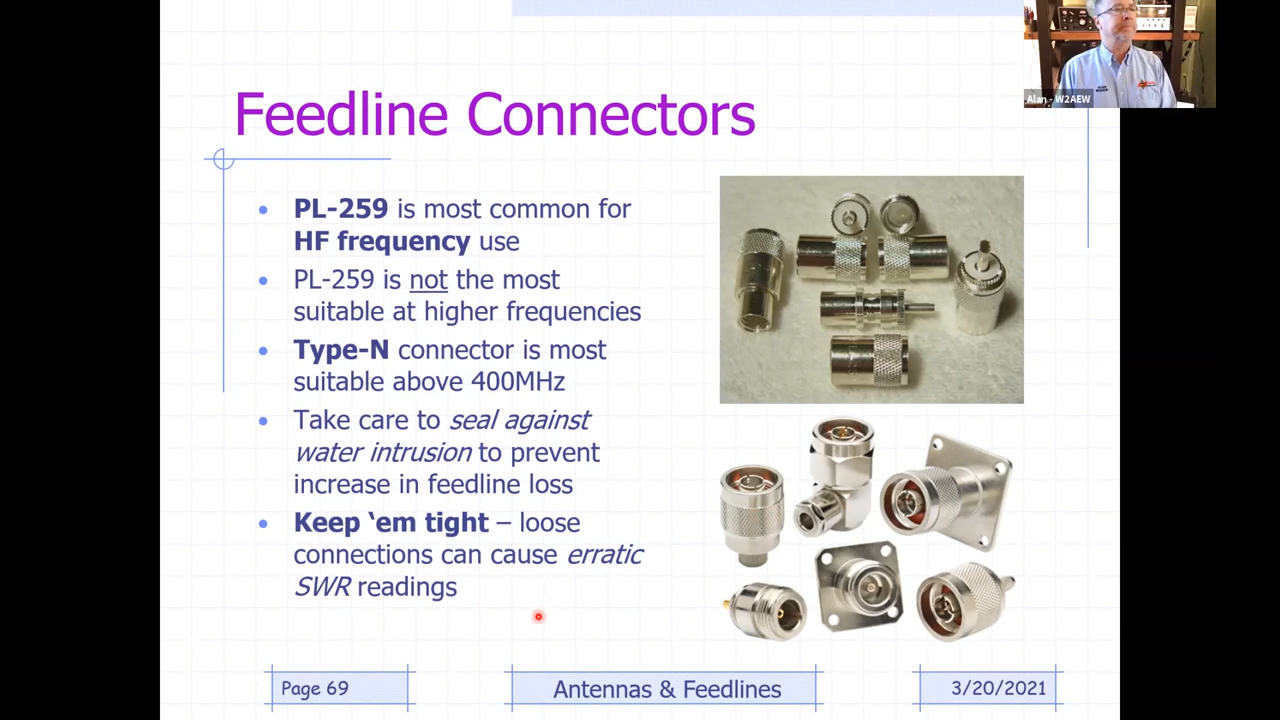 Alan - W2AEW
Feedline Connectors
• PL-259 is most common for
HF frequency use
• PL-259 is not the most
suitable at higher frequencies
• Type-N connector is most
suitable above 400MHz
• Take care to seal against
water intrusion to prevent
increase in feedline loss
• Keep ‘em tight – loose
connections can cause erratic
SWR readings
Page 69
Antennas & Feedlines
3/20/2021